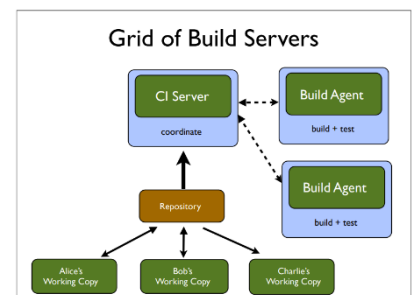 Grid of Build Servers
CI Server
coordinate
Build Agent
build + test
Build Agent
build + test
Repository
Alice's
Working Copy
Bob's
Working Copy
Charlie's
Working Copy